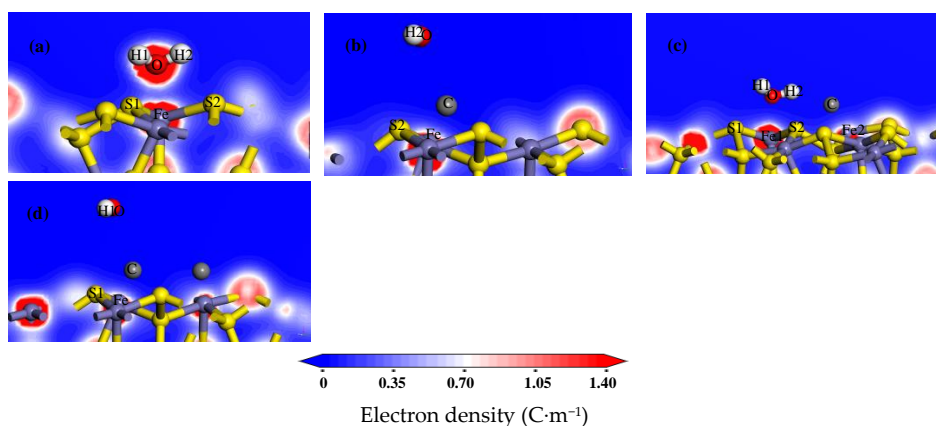 (a)
H1 H2
O
S1 Fe S2
(b)
H2 O
C
S2 Fe
(c)
H1 O H2 C
S1 Fe1 S2 Fe2
(d)
H1 O
C
S1 Fe
0 0.35 0.70 1.05 1.40
Electron density (C·m⁻¹)